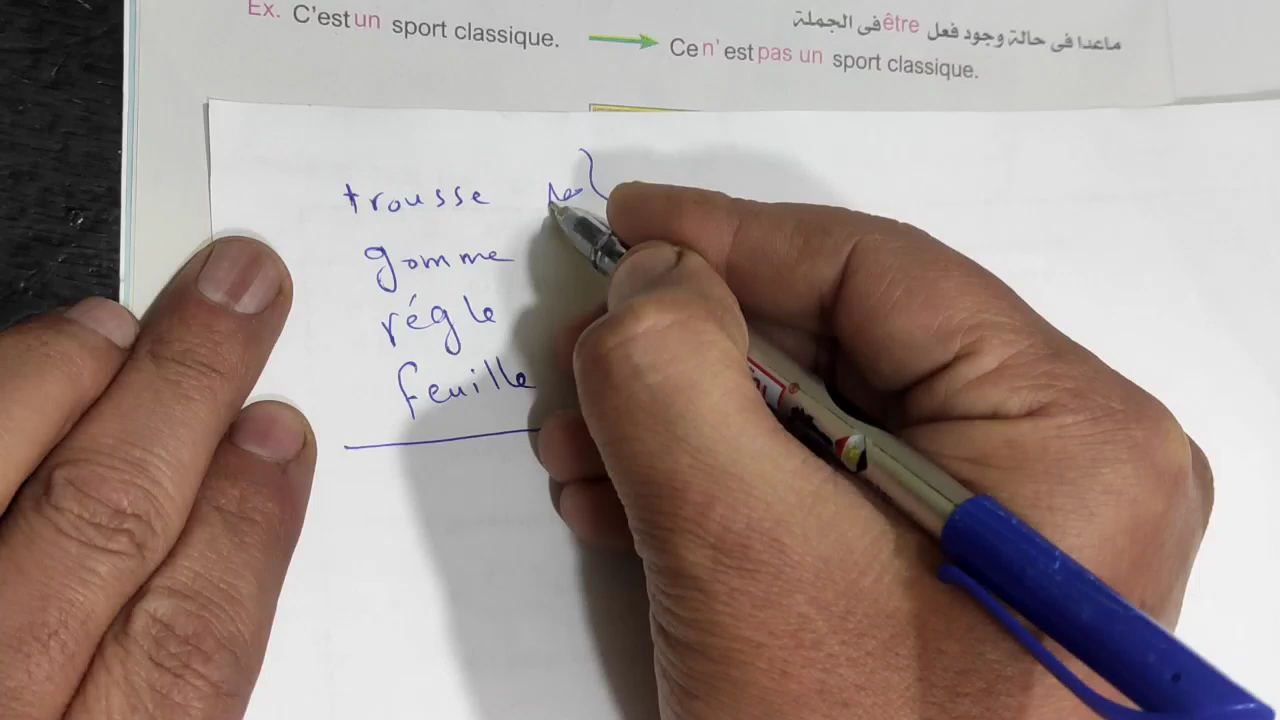 Ex. C'est un sport classique. Ce n' est pas un sport classique.
ماعدا فى حالة وجود فعل être فى الجملة
trousse
gomme
régle
feuille